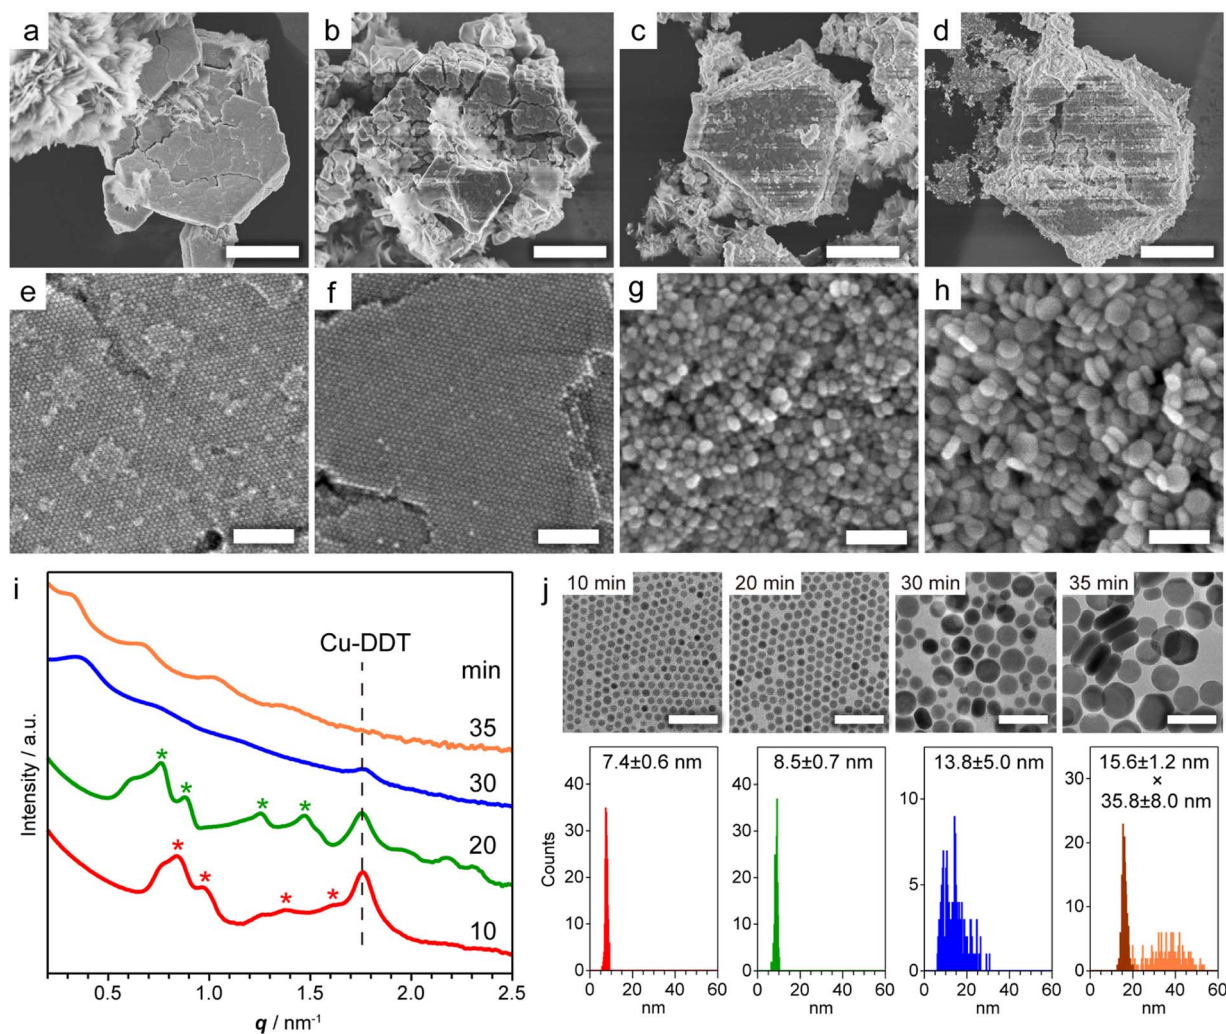 a
b
c
d
e
f
g
h
i
Cu-DDT
min
35
30
20
10
*
*
*
*
*
*
*
*
Intensity / a.u.
0.5
1.0
1.5
2.0
2.5
q / nm⁻¹
j
10 min
20 min
30 min
35 min
7.4±0.6 nm
8.5±0.7 nm
13.8±5.0 nm
15.6±1.2 nm
×
35.8±8.0 nm
Counts
40
30
20
10
0
0 20 40 60
nm
40
30
20
10
0
0 20 40 60
nm
9
6
3
0
0 20 40 60
nm
30
20
10
0
0 20 40 60
nm